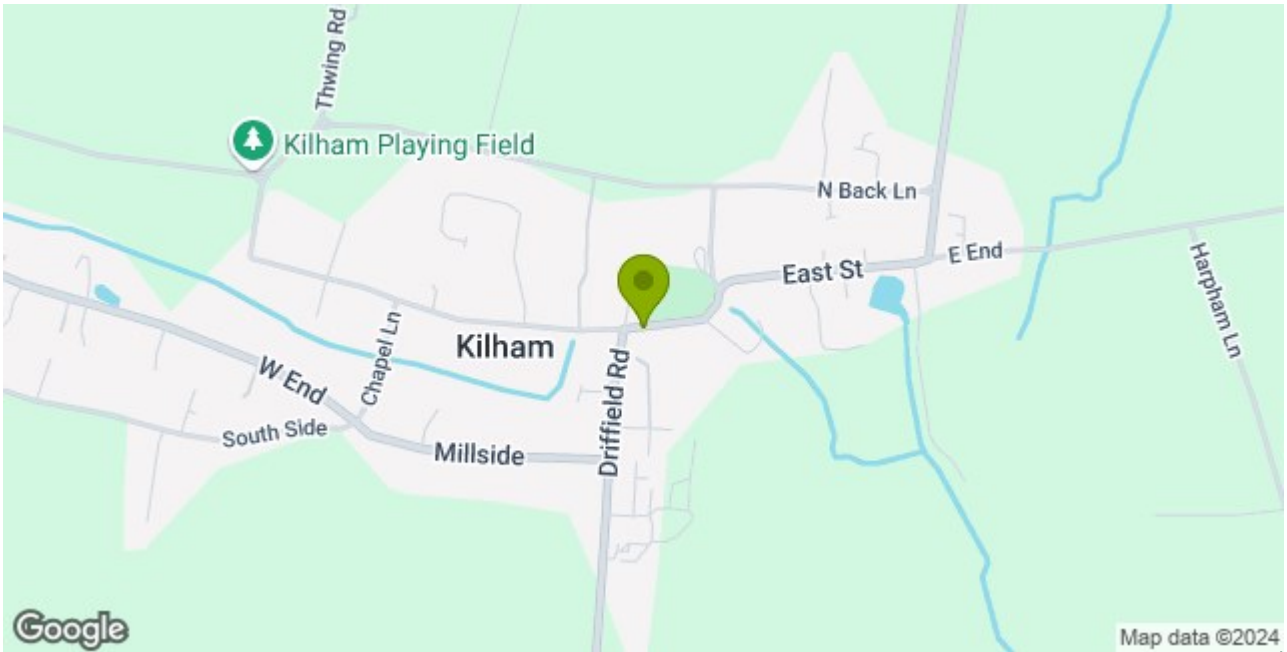 Thwing Rd
Kilham Playing Field
N Back Ln
E End
East St
Harpham Ln
Chapel Ln
Kilham
W End
Driffield Rd
South Side
Millside
Google
Map data ©2024